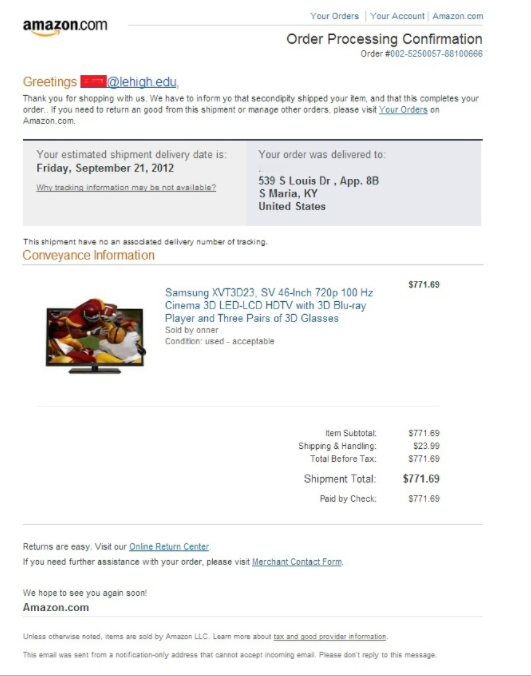 Your Orders | Your Account | Amazon.com
amazon.com
Order Processing Confirmation
Order #002-5250057-88100666
Greetings @lehigh.edu,
Thank you for shopping with us. We have to inform yo that secondipity shipped your item, and that this completes your
order.. If you need to return an good from this shipment or manage other orders, please visit Your Orders on
Amazon.com.
Your estimated shipment delivery date is:
Friday, September 21, 2012
Why tracking information may be not available?
Your order was delivered to:
539 S Louis Dr , App. 8B
S Maria, KY
United States
This shipment have no an associated delivery number of tracking.
Conveyance Information
Samsung XVT3D23, SV 46-Inch 720p 100 Hz $771.69
Cinema 3D LED-LCD HDTV with 3D Blu-ray
Player and Three Pairs of 3D Glasses
Sold by onner
Condition: used - acceptable
Item Subtotal: $771.69
Shipping & Handling: $23.99
Total Before Tax: $771.69
Shipment Total: $771.69
Paid by Check: $771.69
Returns are easy. Visit our Online Return Center.
If you need further assistance with your order, please visit Merchant Contact Form.
We hope to see you again soon!
Amazon.com
Unless otherwise noted, items are sold by Amazon LLC. Learn more about tax and good provider information.
This email was sent from a notification-only address that cannot accept incoming email. Please don't reply to this message.